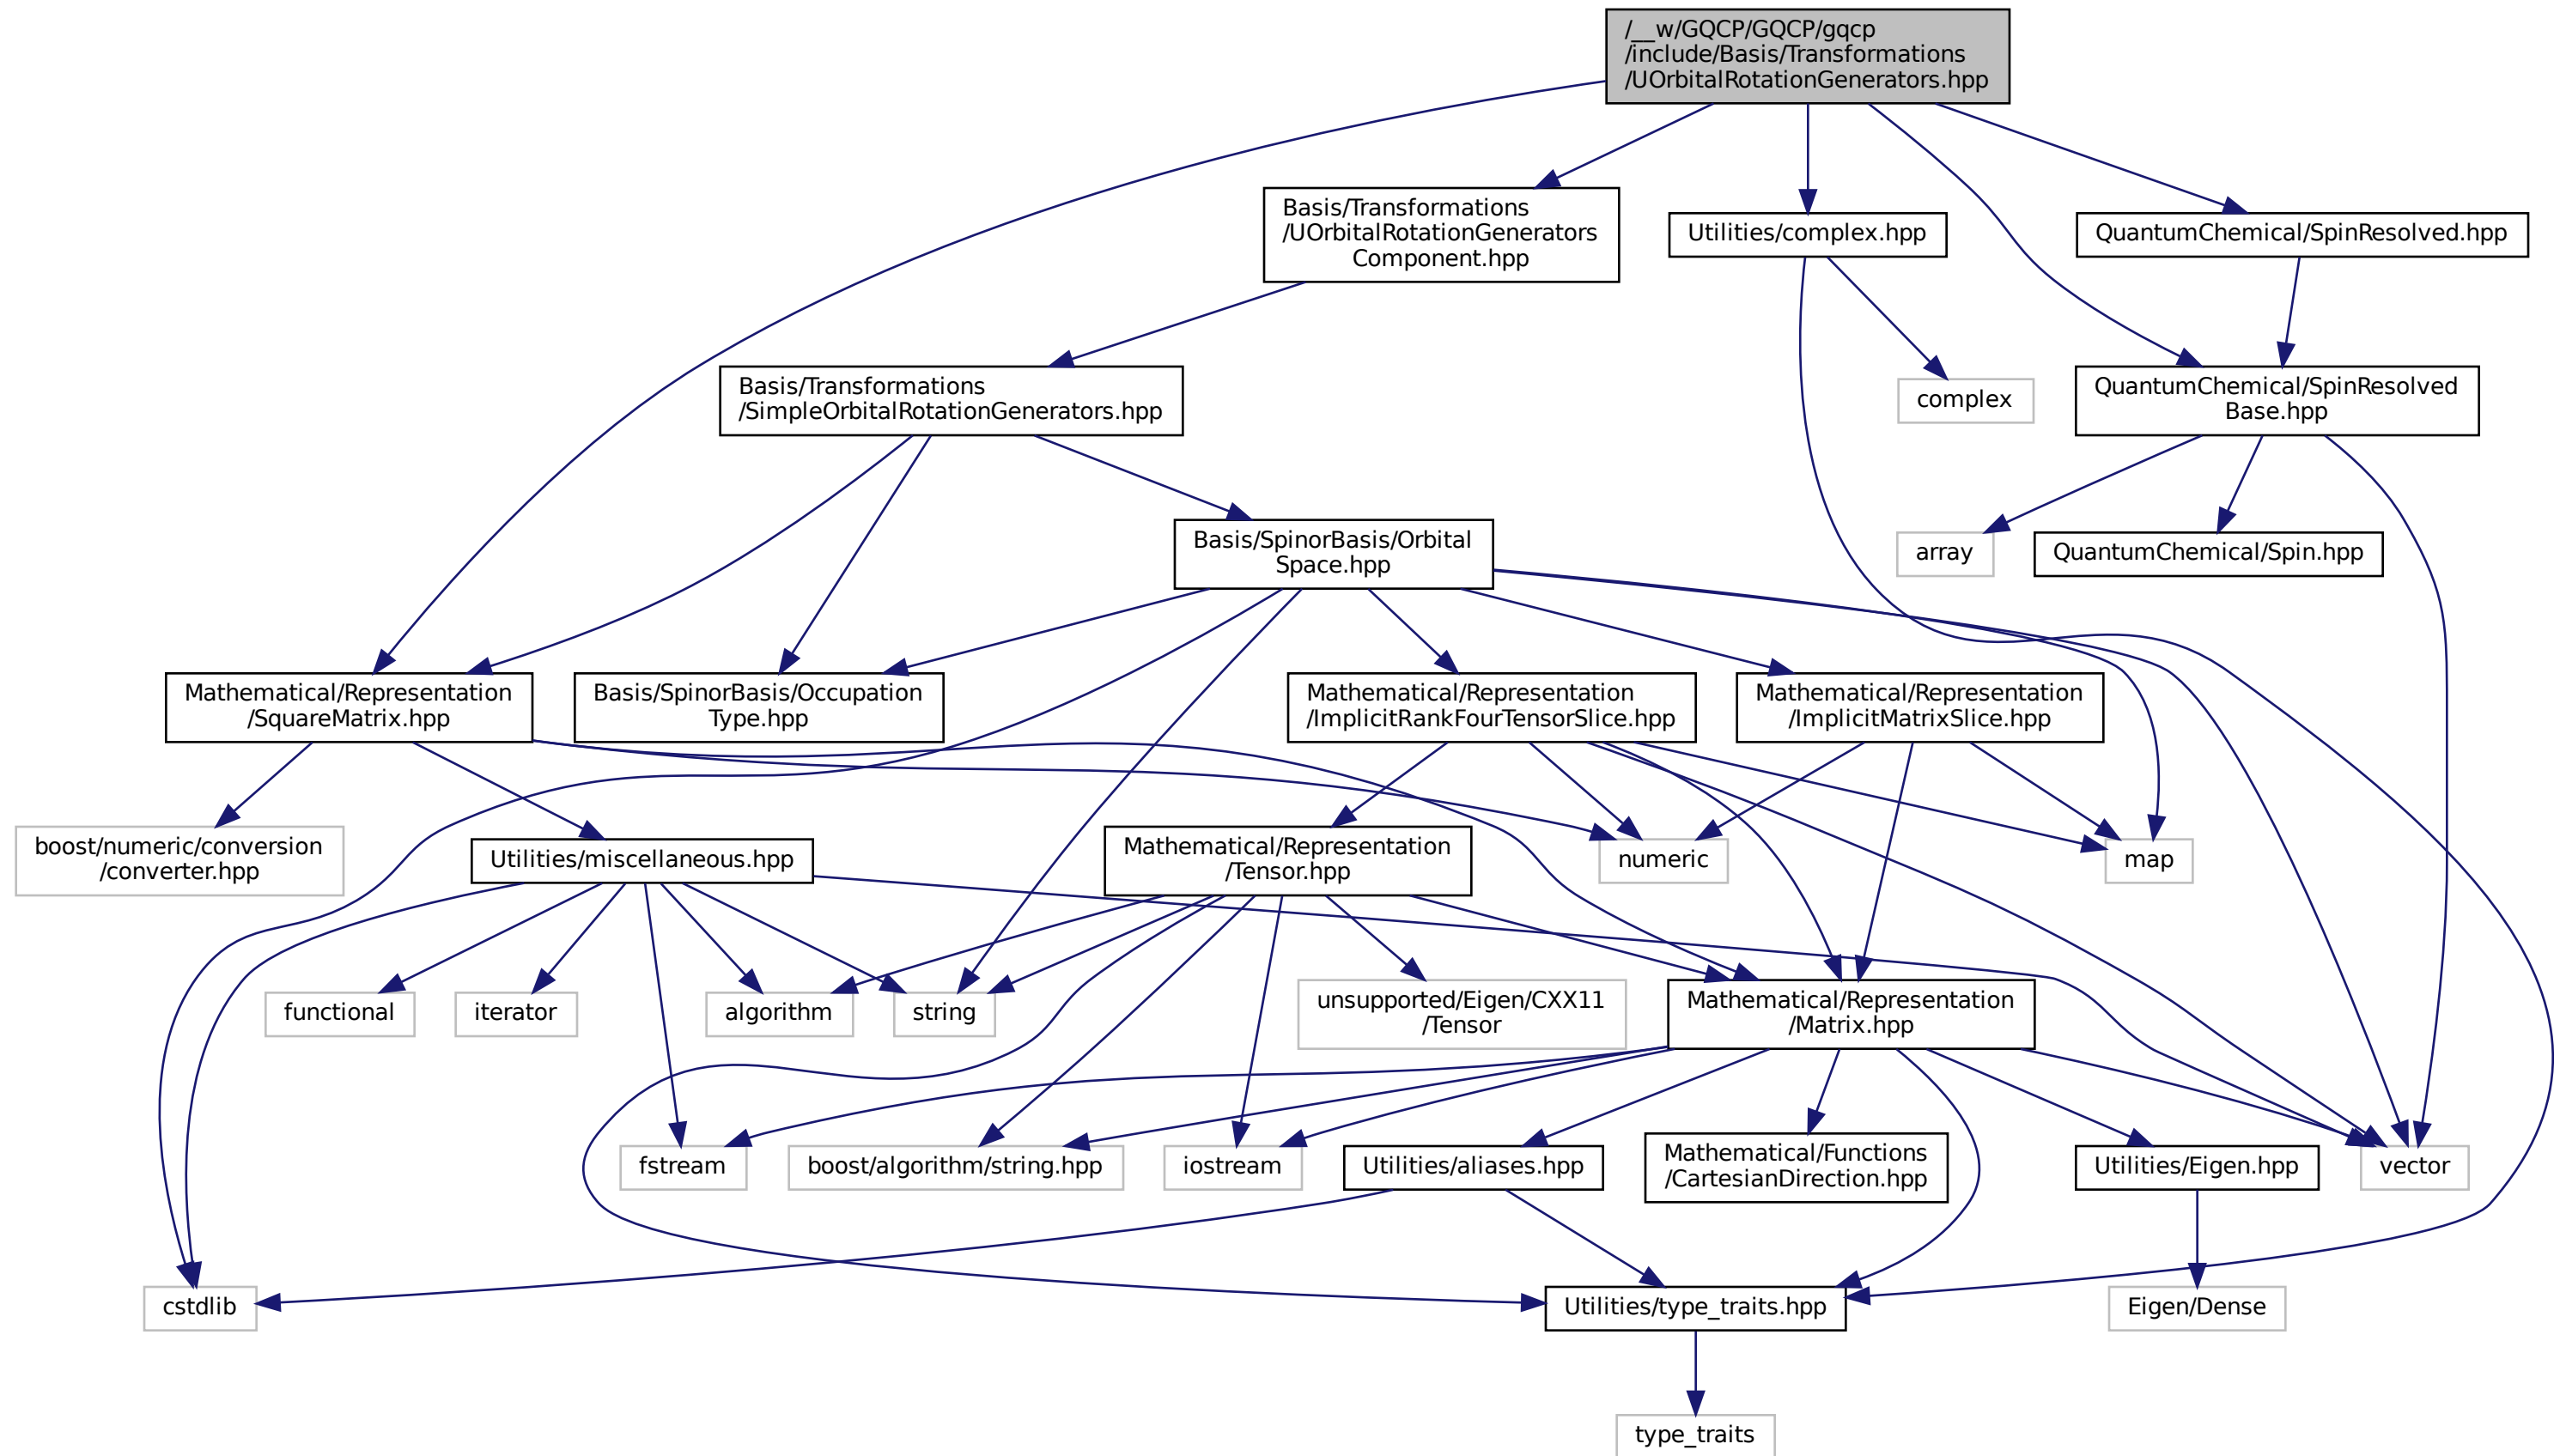 /__w/GQCP/GQCP/gqcp
/include/Basis/Transformations
/UOrbitalRotationGenerators.hpp
Basis/Transformations
/UOrbitalRotationGenerators
Component.hpp
Utilities/complex.hpp
QuantumChemical/SpinResolved.hpp
Basis/Transformations
/SimpleOrbitalRotationGenerators.hpp
complex
QuantumChemical/SpinResolved
Base.hpp
Basis/SpinorBasis/Orbital
Space.hpp
array
QuantumChemical/Spin.hpp
Mathematical/Representation
/SquareMatrix.hpp
Basis/SpinorBasis/Occupation
Type.hpp
Mathematical/Representation
/ImplicitRankFourTensorSlice.hpp
Mathematical/Representation
/ImplicitMatrixSlice.hpp
boost/numeric/conversion
/converter.hpp
Utilities/miscellaneous.hpp
Mathematical/Representation
/Tensor.hpp
numeric
map
functional
iterator
algorithm
string
unsupported/Eigen/CXX11
/Tensor
Mathematical/Representation
/Matrix.hpp
fstream
boost/algorithm/string.hpp
iostream
Utilities/aliases.hpp
Mathematical/Functions
/CartesianDirection.hpp
Utilities/Eigen.hpp
vector
cstdlib
Utilities/type_traits.hpp
Eigen/Dense
type_traits